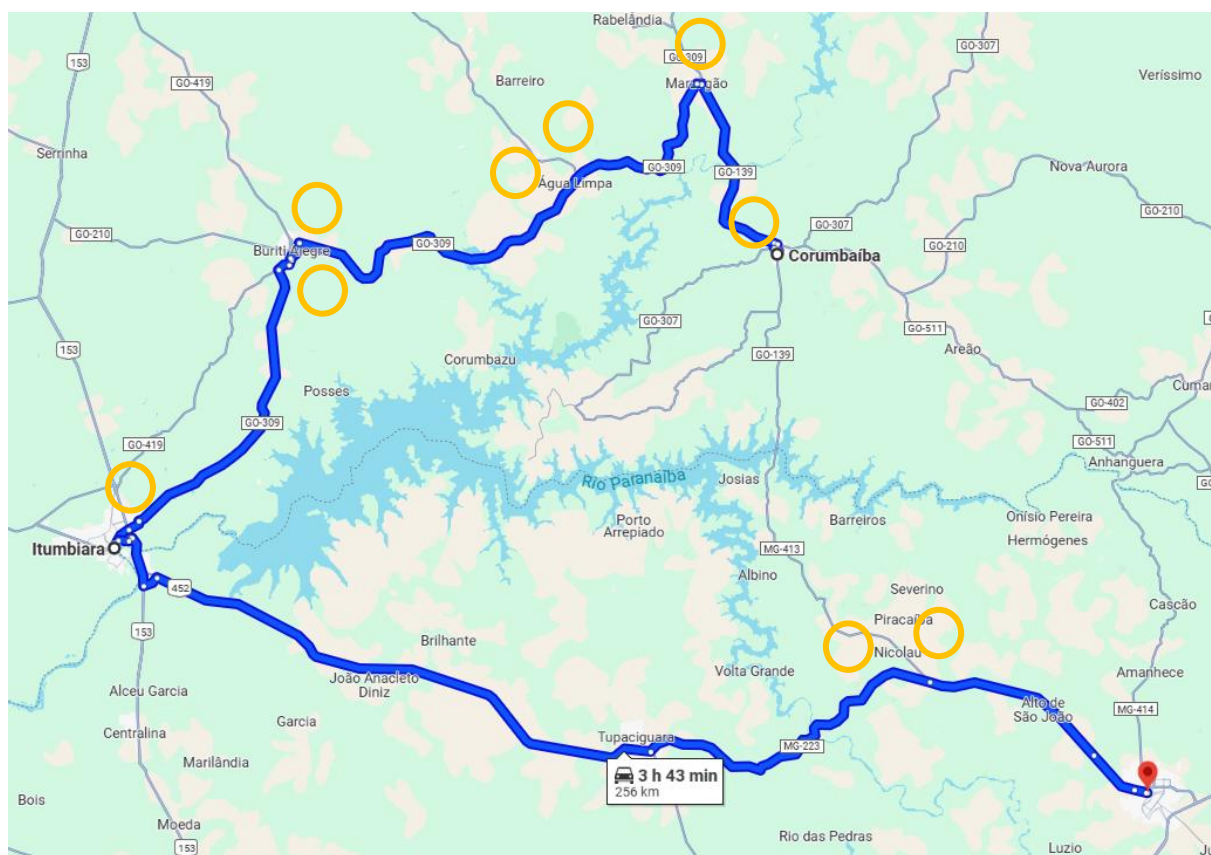 Rabelândia
GO-309
GO-307
153
GO-419
Barreiro
Marzagão
Veríssimo
Serrinha
GO-309
GO-139
Nova Aurora
Água Limpa
GO-210
GO-210
GO-307
GO-309
GO-210
Buriti Alegre
Corumbaíba
GO-307
GO-511
153
Corumbazu
GO-139
Areão
Posses
GO-402
GO-309
GO-419
GO-511
Anhanguera
Rio Paranaíba
Josias
Porto
Arrepiado
Barreiros
Onísio Pereira
Hermógenes
Itumbiara
MG-413
Albino
452
Severino
Cascão
153
Brilhante
Piracaíba
Nicolau
Alceu Garcia
João Anacleto
Diniz
Volta Grande
Amanhece
Garcia
Alto de
São João
MG-414
Centralina
Tupaciguara
MG-223
Marilândia
3 h 43 min
256 km
Bois
Moeda
Rio das Pedras
Luzio